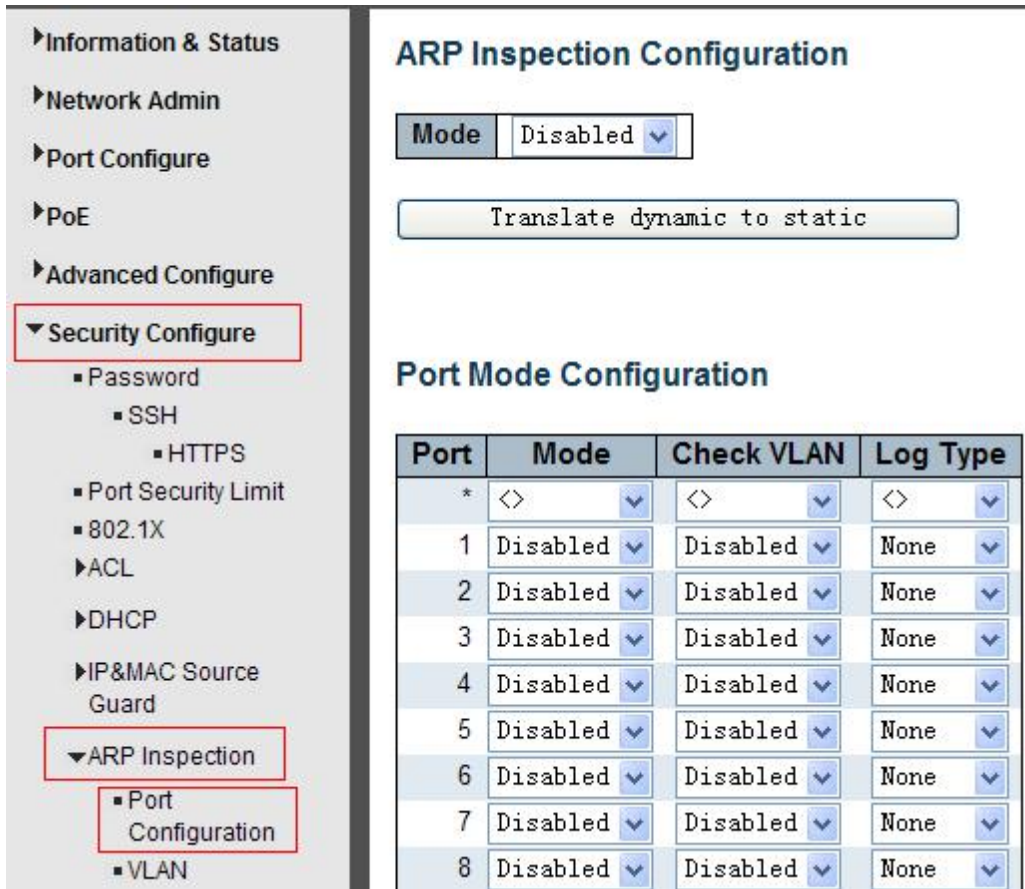 Information & Status
Network Admin
Port Configure
PoE
Advanced Configure
Security Configure
Password
SSH
HTTPS
Port Security Limit
802.1X
ACL
DHCP
IP&MAC Source
Guard
ARP Inspection
Port
Configuration
VLAN
ARP Inspection Configuration
Mode Disabled
Translate dynamic to static
Port Mode Configuration
Port Mode Check VLAN Log Type
* <> <> <>
1 Disabled Disabled None
2 Disabled Disabled None
3 Disabled Disabled None
4 Disabled Disabled None
5 Disabled Disabled None
6 Disabled Disabled None
7 Disabled Disabled None
8 Disabled Disabled None